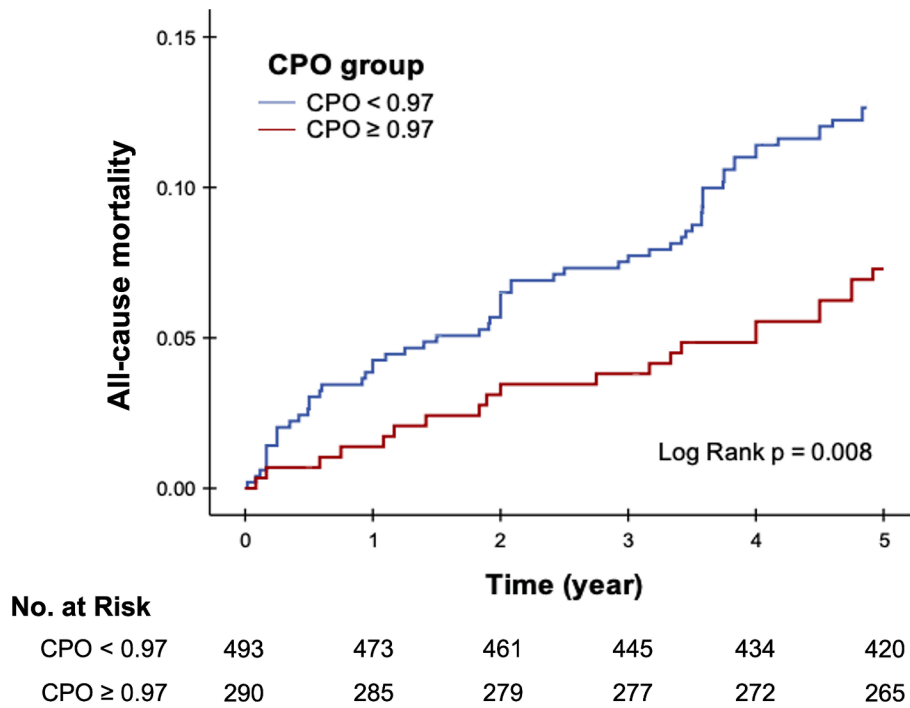 0.15
CPO group
CPO < 0.97
CPO ≥ 0.97
0.10
All-cause mortality
0.05
Log Rank p = 0.008
0.00
0 1 2 3 4 5
Time (year)
No. at Risk
CPO < 0.97 493 473 461 445 434 420
CPO ≥ 0.97 290 285 279 277 272 265